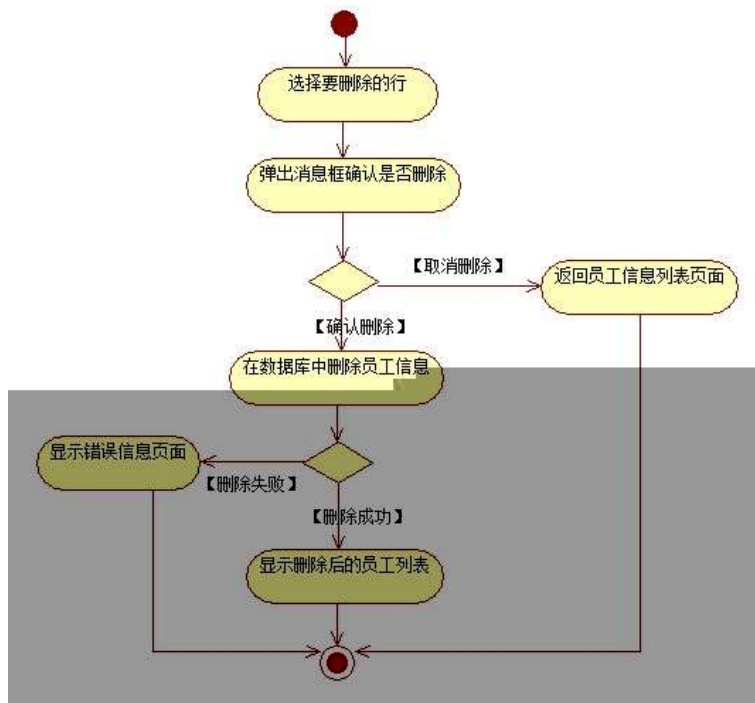 选择要删除的行
弹出消息框确认是否删除
【取消删除】
返回员工信息列表页面
【确认删除】
在数据库中删除员工信息
显示错误信息页面
【删除失败】
【删除成功】
显示删除后的员工列表